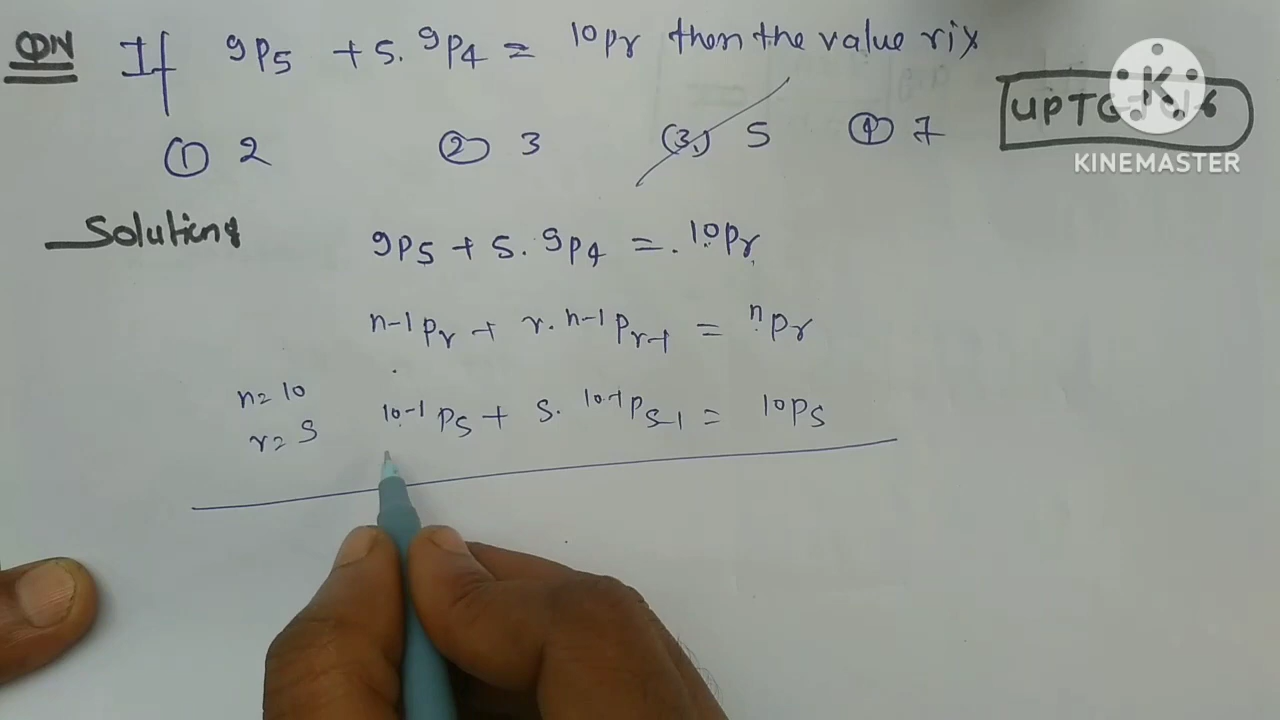 QN If 9P5 + 5. 9P4 = 10Pr then the value r is
① 2 ② 3 (3.) 5 ④ 7
UPTG
KINEMASTER
Solution:
9P5 + 5. 9P4 = 10Pr
n-1Pr + r. n-1Pr-1 = nPr
n=10
r=5
10-1P5 + 5. 10-1P5-1 = 10P5